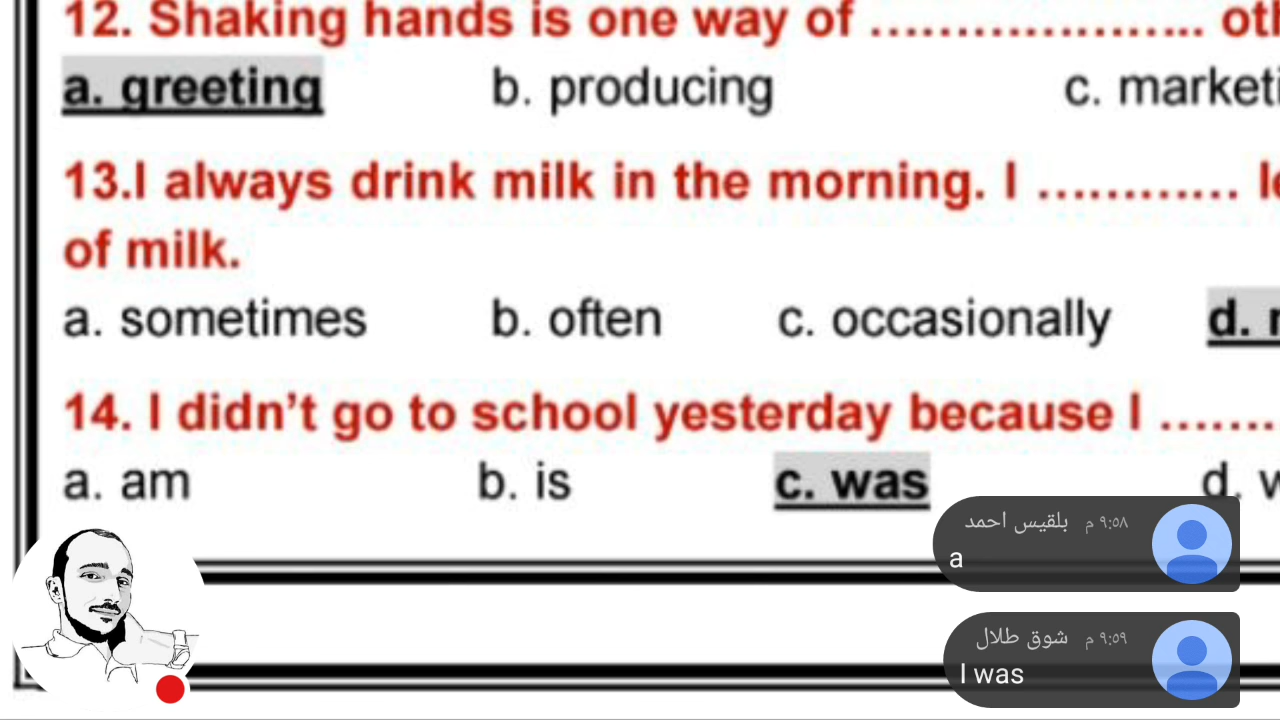 12. Shaking hands is one way of ……………….. 
a. greeting b. producing c.
13.I always drink milk in the morning. I …………
of milk.
a. sometimes b. often c. occasionally d.
14. I didn’t go to school yesterday because I …….
a. am b. is c. was d.
بلقيس احمد ٩:٥٨ م
a
شوق طلال ٩:٥٩ م
I was